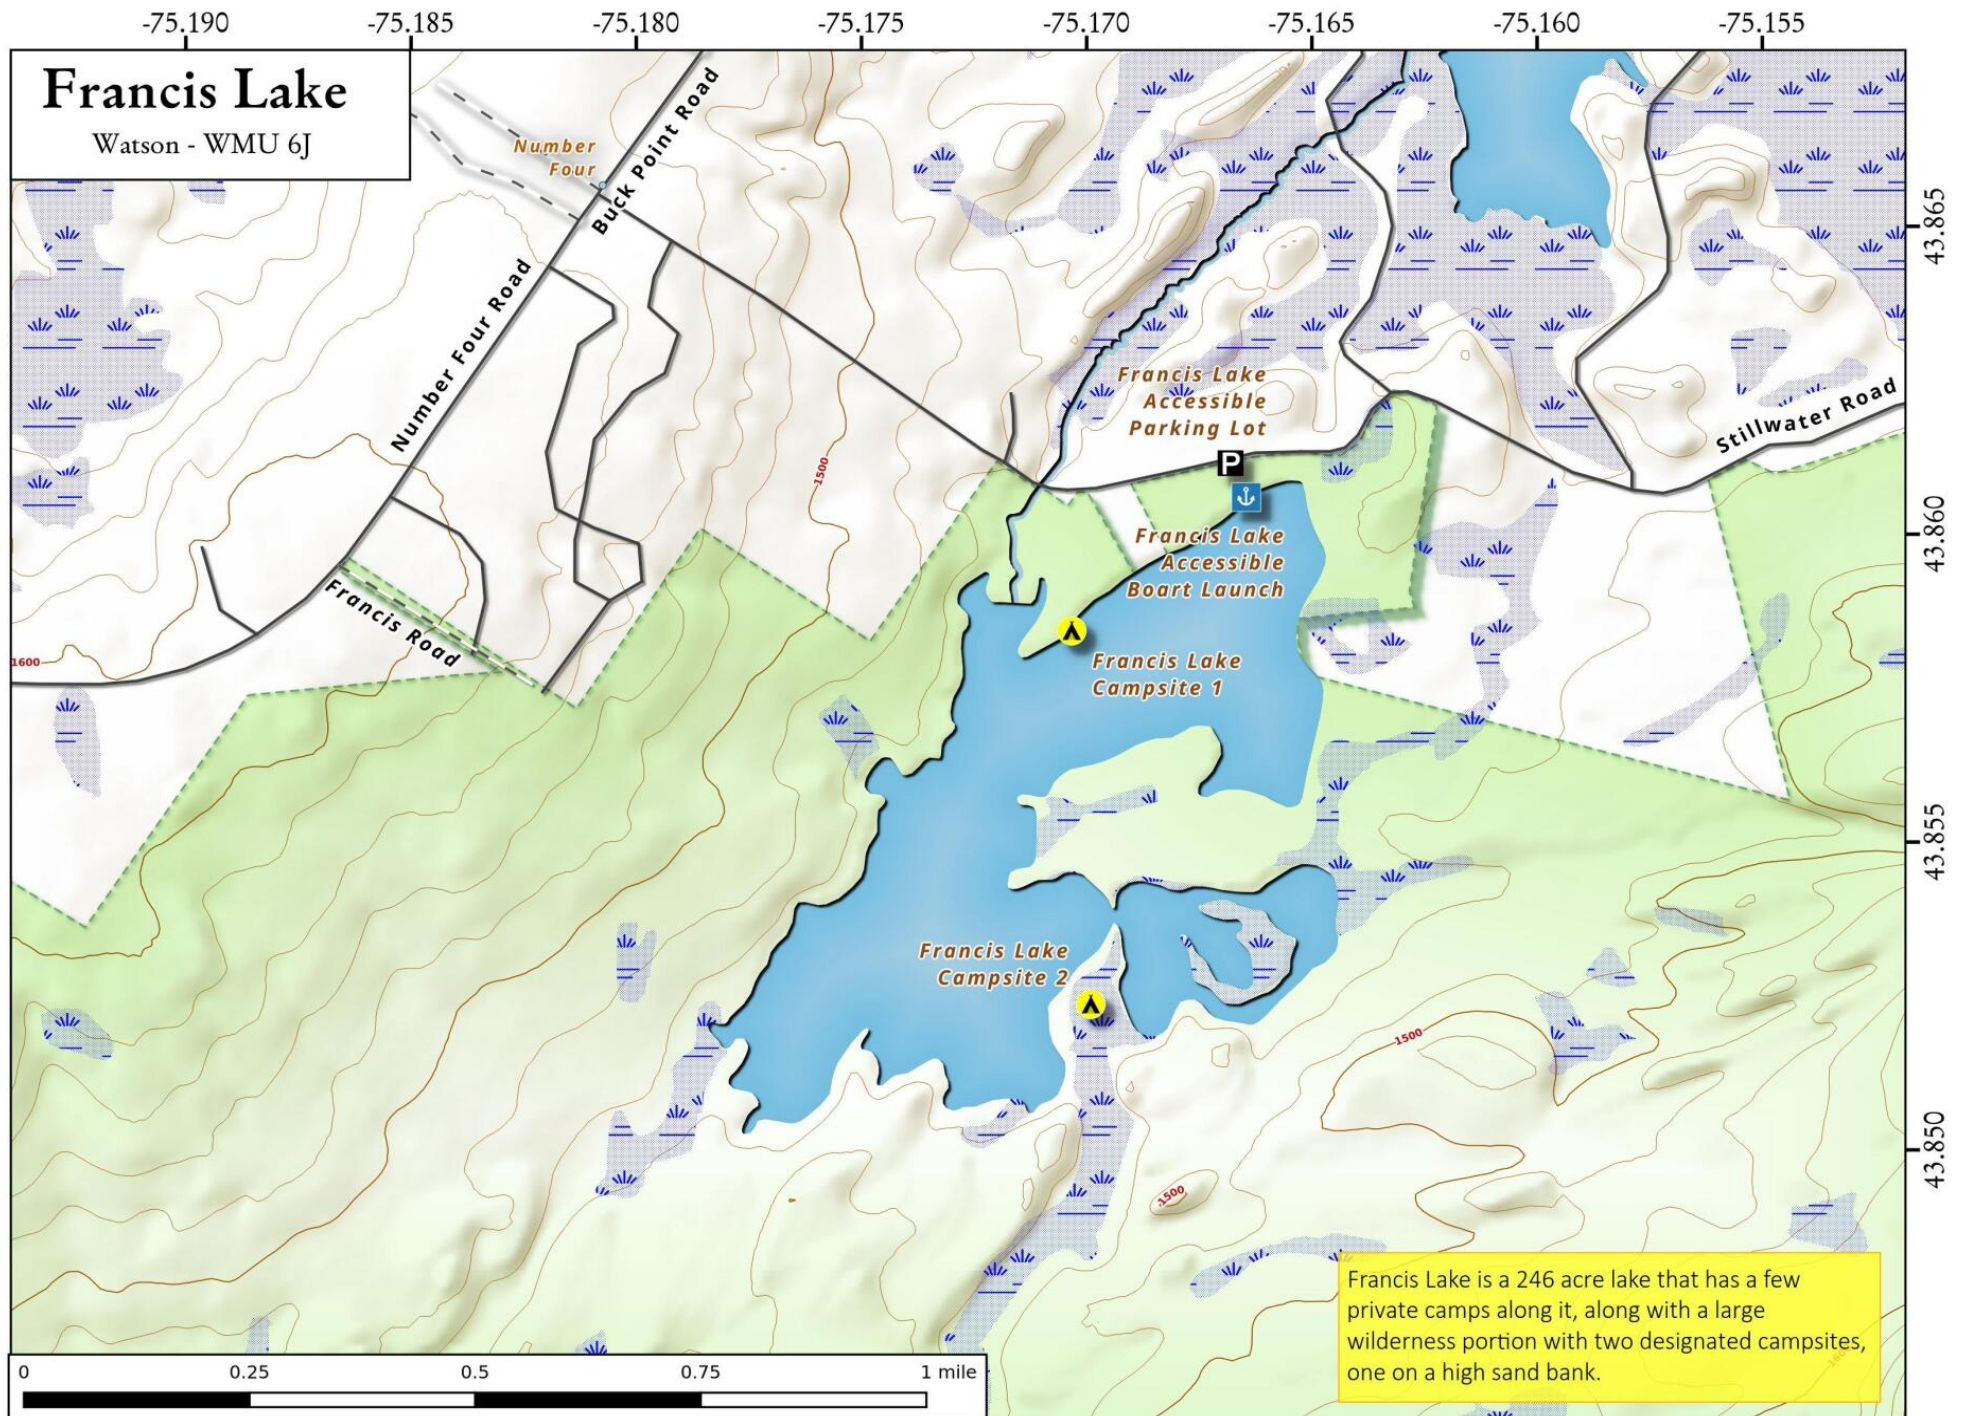 -75.190
-75.185
-75.180
-75.175
-75.170
-75.165
-75.160
-75.155
Francis Lake
Watson - WMU 6J
Number
Four
Buck Point Road
43.865
Number Four Road
Francis Lake
Accessible
Parking Lot
Stillwater Road
P
1500
43.860
Francis Lake
Accessible
Boart Launch
Francis Road
1600
Francis Lake
Campsite 1
43.855
Francis Lake
Campsite 2
1500
43.850
1500
Francis Lake is a 246 acre lake that has a few
private camps along it, along with a large
wilderness portion with two designated campsites,
one on a high sand bank.
1600
0 0.25 0.5 0.75 1 mile